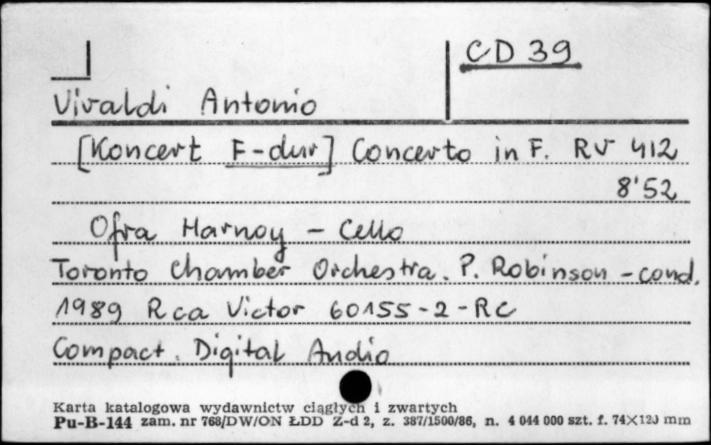 CD 39
Vivaldi Antonio
[Koncert F-dur] Concerto in F. RV 412
8'52
Ofra Harnoy - Cello
Toronto Chamber Orchestra. P. Robinson - cond.
1989 Rca Victor 60155-2-RC
Compact. Digital Audio
Karta katalogowa wydawnictw ciągłych i zwartych
Pu-B-144 zam. nr 768/DW/ON ŁDD Z-d 2, z. 387/1500/86, n. 4 044 000 szt. f. 74×120 mm